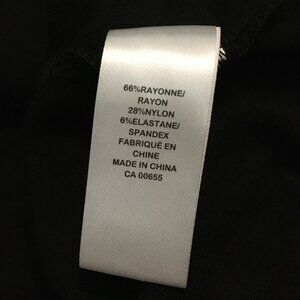 66%RAYONNE/
RAYON
28%NYLON
6%ELASTANE/
SPANDEX
FABRIQUÉ EN
CHINE
MADE IN CHINA
CA 00655